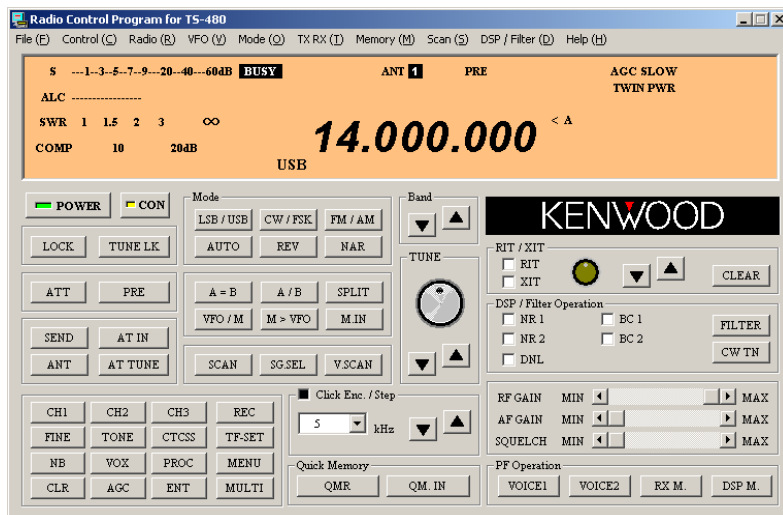 Radio Control Program for TS-480
File (F) Control (C) Radio (R) VFO (V) Mode (O) TX RX (T) Memory (M) Scan (S) DSP / Filter (D) Help (H)
S ---1--3--5--7--9---20--40---60dB BUSY ANT 1 PRE AGC SLOW
TWIN PWR
ALC -----------------
SWR 1 1.5 2 3 ∞
14.000.000 < A
COMP 10 20dB
USB
POWER CON
Mode
LSB / USB CW / FSK FM / AM
AUTO REV NAR
Band
KENWOOD
LOCK TUNE LK
ATT PRE
A = B A / B SPLIT
VFO / M M > VFO M.IN
TUNE
RIT / XIT
RIT
XIT
CLEAR
DSP / Filter Operation
NR 1 BC 1
NR 2 BC 2
DNL
FILTER
CW TN
SEND AT IN
ANT AT TUNE
SCAN SG.SEL V.SCAN
CH1 CH2 CH3 REC
FINE TONE CTCSS TF-SET
NB VOX PROC MENU
CLR AGC ENT MULTI
Click Enc. / Step
5 kHz
Quick Memory
QMR QM. IN
RF GAIN MIN MAX
AF GAIN MIN MAX
SQUELCH MIN MAX
PF Operation
VOICE1 VOICE2 RX M. DSP M.